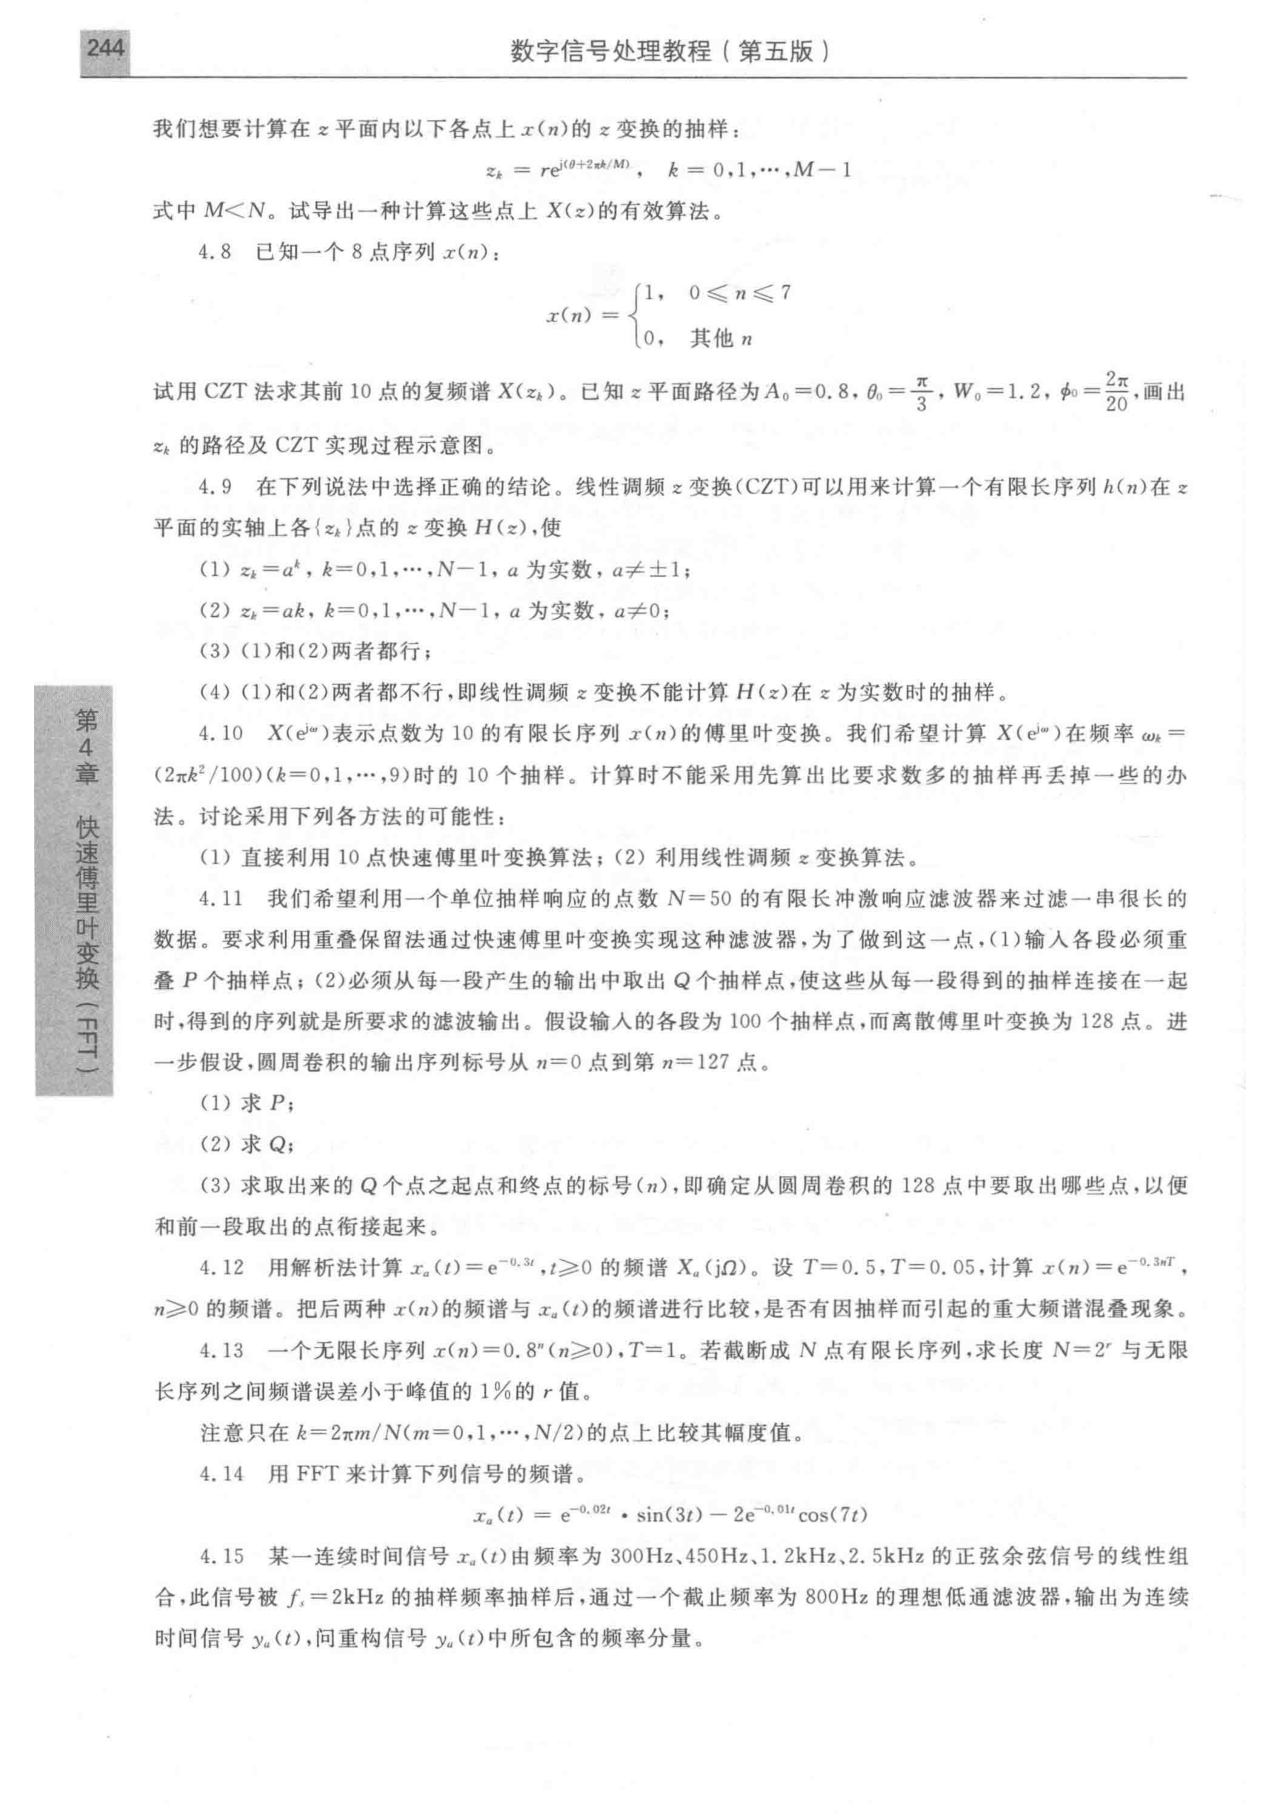 244
数字信号处理教程(第五版)
我们想要计算在 z 平面内以下各点上 x(n)的 z 变换的抽样：
z_k = re^{j(θ+2πk/M)}, k = 0,1,⋯,M−1
式中 M<N。试导出一种计算这些点上 X(z)的有效算法。
4.8 已知一个 8 点序列 x(n)：
x(n) = {1, 0⩽n⩽7
0, 其他 n
试用 CZT 法求其前 10 点的复频谱 X(z_k)。已知 z 平面路径为 A₀=0.8, θ₀=π/3, W₀=1.2, ϕ₀=2π/20,画出
z_k 的路径及 CZT 实现过程示意图。
4.9 在下列说法中选择正确的结论。线性调频 z 变换(CZT)可以用来计算一个有限长序列 h(n)在 z
平面的实轴上各{z_k}点的 z 变换 H(z),使
(1) z_k=a^k, k=0,1,⋯,N−1, a 为实数, a≠±1;
(2) z_k=ak, k=0,1,⋯,N−1, a 为实数, a≠0;
(3) (1)和(2)两者都行;
(4) (1)和(2)两者都不行,即线性调频 z 变换不能计算 H(z)在 z 为实数时的抽样。
4.10 X(e^{jω})表示点数为 10 的有限长序列 x(n)的傅里叶变换。我们希望计算 X(e^{jω})在频率 ω_k=
(2πk²/100)(k=0,1,⋯,9)时的 10 个抽样。计算时不能采用先算出比要求数多的抽样再丢掉一些的办
法。讨论采用下列各方法的可能性：
(1) 直接利用 10 点快速傅里叶变换算法; (2) 利用线性调频 z 变换算法。
4.11 我们希望利用一个单位抽样响应的点数 N=50 的有限长冲激响应滤波器来过滤一串很长的
数据。要求利用重叠保留法通过快速傅里叶变换实现这种滤波器,为了做到这一点,(1)输入各段必须重
叠 P 个抽样点; (2)必须从每一段产生的输出中取出 Q 个抽样点,使这些从每一段得到的抽样连接在一起
时,得到的序列就是所要求的滤波输出。假设输入的各段为 100 个抽样点,而离散傅里叶变换为 128 点。进
一步假设,圆周卷积的输出序列标号从 n=0 点到第 n=127 点。
(1) 求 P;
(2) 求 Q;
(3) 求取出来的 Q 个点之起点和终点的标号(n),即确定从圆周卷积的 128 点中要取出哪些点,以便
和前一段取出的点衔接起来。
4.12 用解析法计算 x_a(t)=e^{−0.3t},t⩾0 的频谱 X_a(jΩ)。设 T=0.5,T=0.05,计算 x(n)=e^{−0.3nT},
n⩾0 的频谱。把后两种 x(n)的频谱与 x_a(t)的频谱进行比较,是否有因抽样而引起的重大频谱混叠现象。
4.13 一个无限长序列 x(n)=0.8^n(n⩾0),T=1。若截断成 N 点有限长序列,求长度 N=2^r 与无限
长序列之间频谱误差小于峰值的 1%的 r 值。
注意只在 k=2πm/N(m=0,1,⋯,N/2)的点上比较其幅度值。
4.14 用 FFT 来计算下列信号的频谱。
x_a(t) = e^{−0.02t} · sin(3t) − 2e^{−0.01t}cos(7t)
4.15 某一连续时间信号 x_a(t)由频率为 300Hz、450Hz、1.2kHz、2.5kHz 的正弦余弦信号的线性组
合,此信号被 f_s=2kHz 的抽样频率抽样后,通过一个截止频率为 800Hz 的理想低通滤波器,输出为连续
时间信号 y_a(t),问重构信号 y_a(t)中所包含的频率分量。
第4章 快速傅里叶变换(FFT)